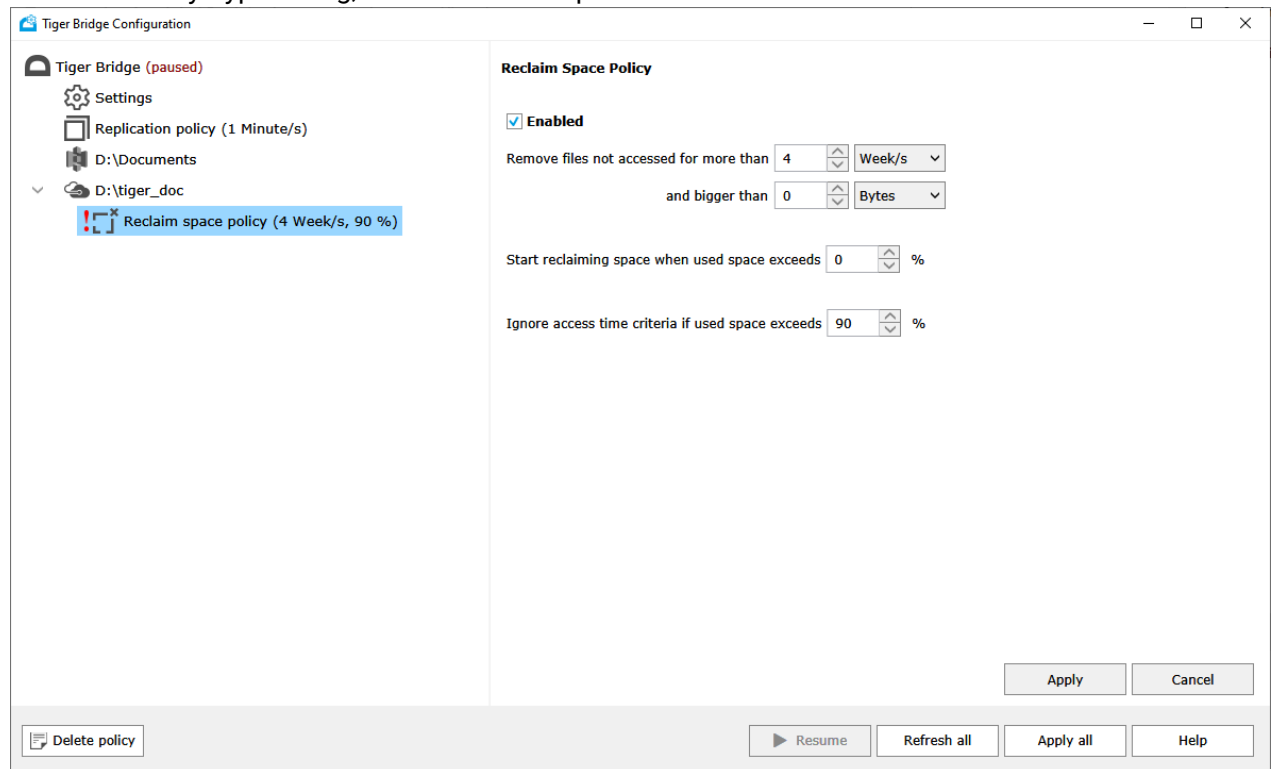 Tiger Bridge Configuration
Tiger Bridge (paused)
Settings
Replication policy (1 Minute/s)
D:\Documents
D:\tiger_doc
Reclaim space policy (4 Week/s, 90 %)
Reclaim Space Policy
Enabled
Remove files not accessed for more than 4 Week/s
and bigger than 0 Bytes
Start reclaiming space when used space exceeds 0 %
Ignore access time criteria if used space exceeds 90 %
Apply Cancel
Delete policy Resume Refresh all Apply all Help